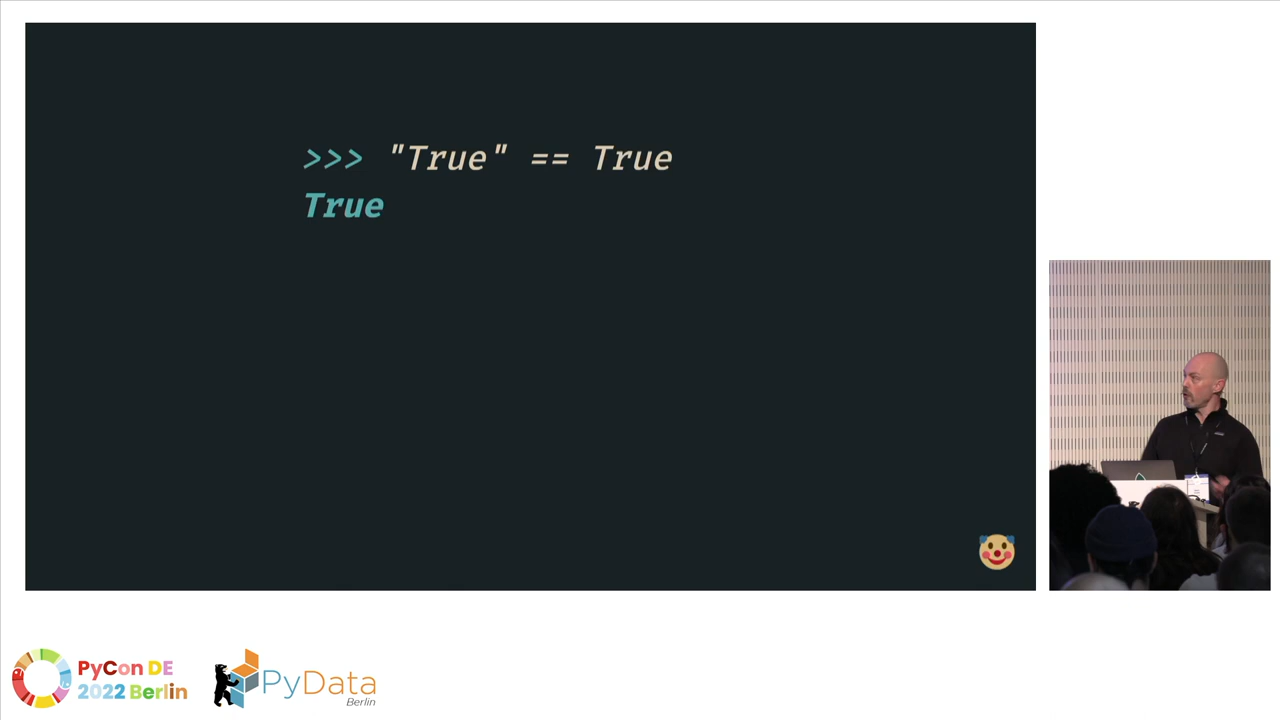 >>> "True" == True
True
PyCon DE
2022 Berlin
PyData
Berlin